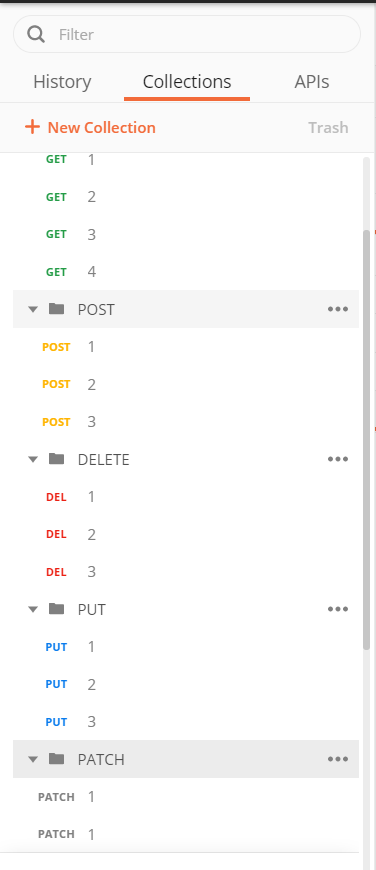 Filter
History Collections APIs
+ New Collection Trash
GET 1
GET 2
GET 3
GET 4
POST
POST 1
POST 2
POST 3
DELETE
DEL 1
DEL 2
DEL 3
PUT
PUT 1
PUT 2
PUT 3
PATCH
PATCH 1
PATCH 1